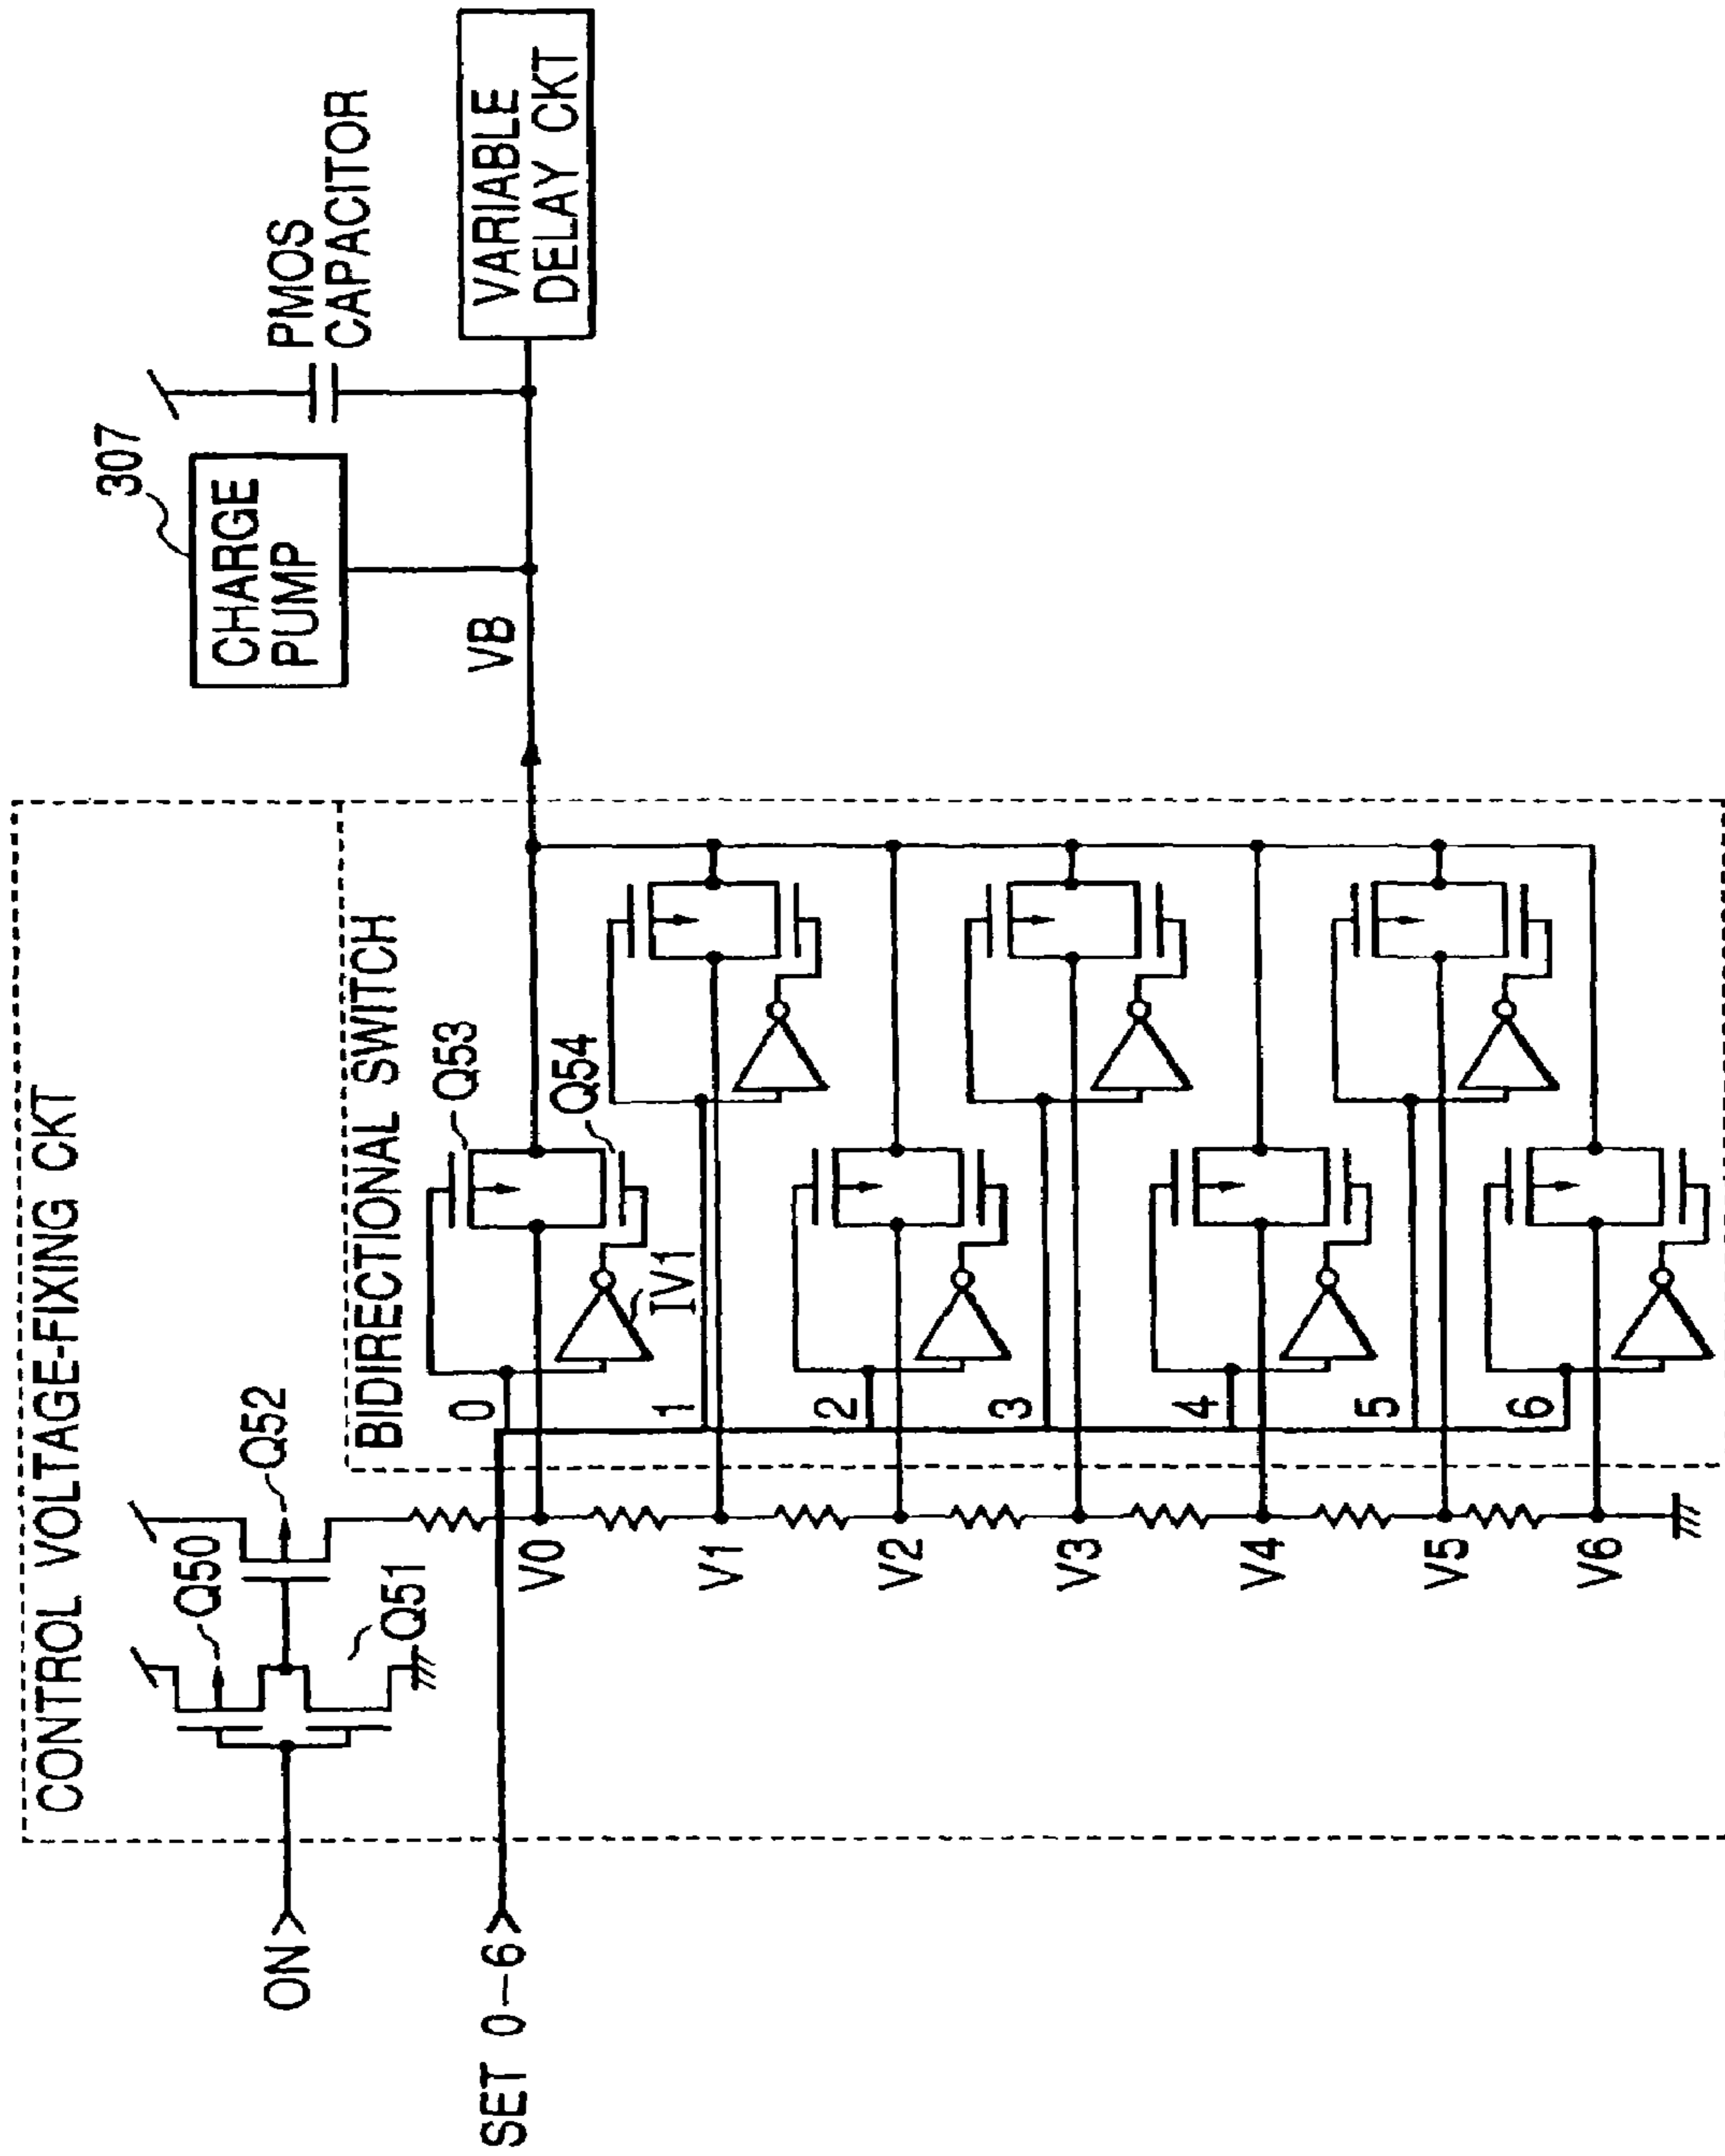 CONTROL VOLTAGE-FIXING CKT
307
CHARGE
PUMP
PMOS
CAPACITOR
VARIABLE
DELAY CKT
VB
ON
Q50
Q51
Q52
BIDIRECTIONAL SWITCH
Q53
Q54
IV1
SET 0-6
0
1
2
3
4
5
6
V0
V1
V2
V3
V4
V5
V6